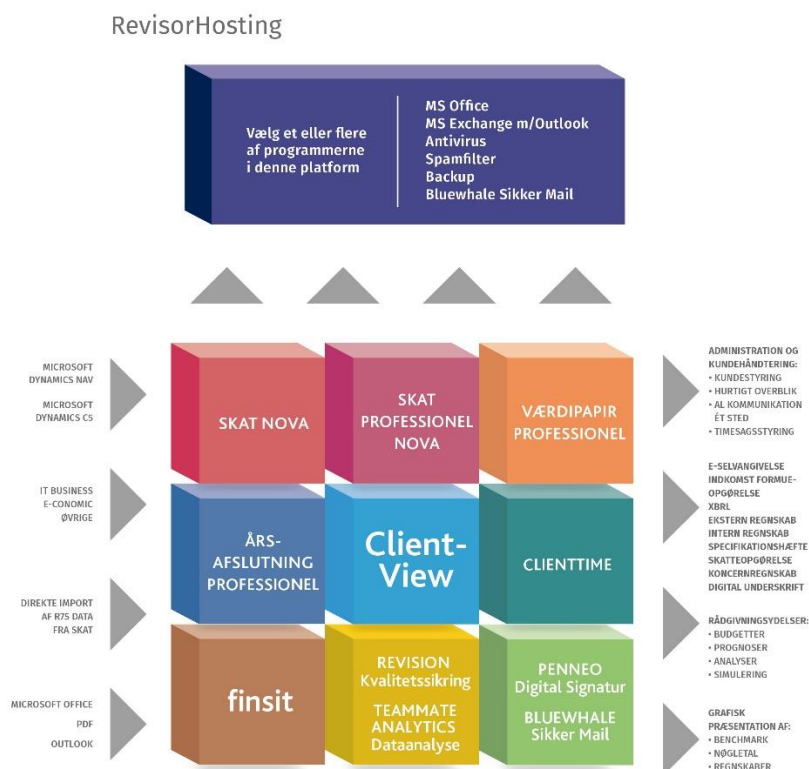 RevisorHosting
Vælg et eller flere
af programmerne
i denne platform
MS Office
MS Exchange m/Outlook
Antivirus
Spamfilter
Backup
Bluewhale Sikker Mail
MICROSOFT
DYNAMICS NAV
MICROSOFT
DYNAMICS C5
IT BUSINESS
E-CONOMIC
ØVRIGE
DIREKTE IMPORT
AF R75 DATA
FRA SKAT
MICROSOFT OFFICE
PDF
OUTLOOK
SKAT NOVA
SKAT
PROFESSIONEL
NOVA
VÆRDIPAPIR
PROFESSIONEL
ÅRS-
AFSLUTNING
PROFESSIONEL
Client-
View
CLIENTTIME
finsit
REVISION
Kvalitetssikring
TEAMMATE
ANALYTICS
Dataanalyse
PENNEO
Digital Signatur
BLUEWHALE
Sikker Mail
ADMINISTRATION OG
KUNDEHÅNDTERING:
• KUNDESTYRING
• HURTIGT OVERBLIK
• AL KOMMUNIKATION
ÉT STED
• TIMESAGSSTYRING
E-SELVANGIVELSE
INDKOMST FORMUE-
OPGØRELSE
XBRL
EKSTERN REGNSKAB
INTERN REGNSKAB
SPECIFIKATIONSHÆFTE
SKATTEOPGØRELSE
KONCERNREGNSKAB
DIGITAL UNDERSKRIFT
RÅDGIVNINGSYDELSER:
• BUDGETTER
• PROGNOSER
• ANALYSER
• SIMULERING
GRAFISK
PRÆSENTATION AF:
• BENCHMARK
• NØGLETAL
• REGNSKABER